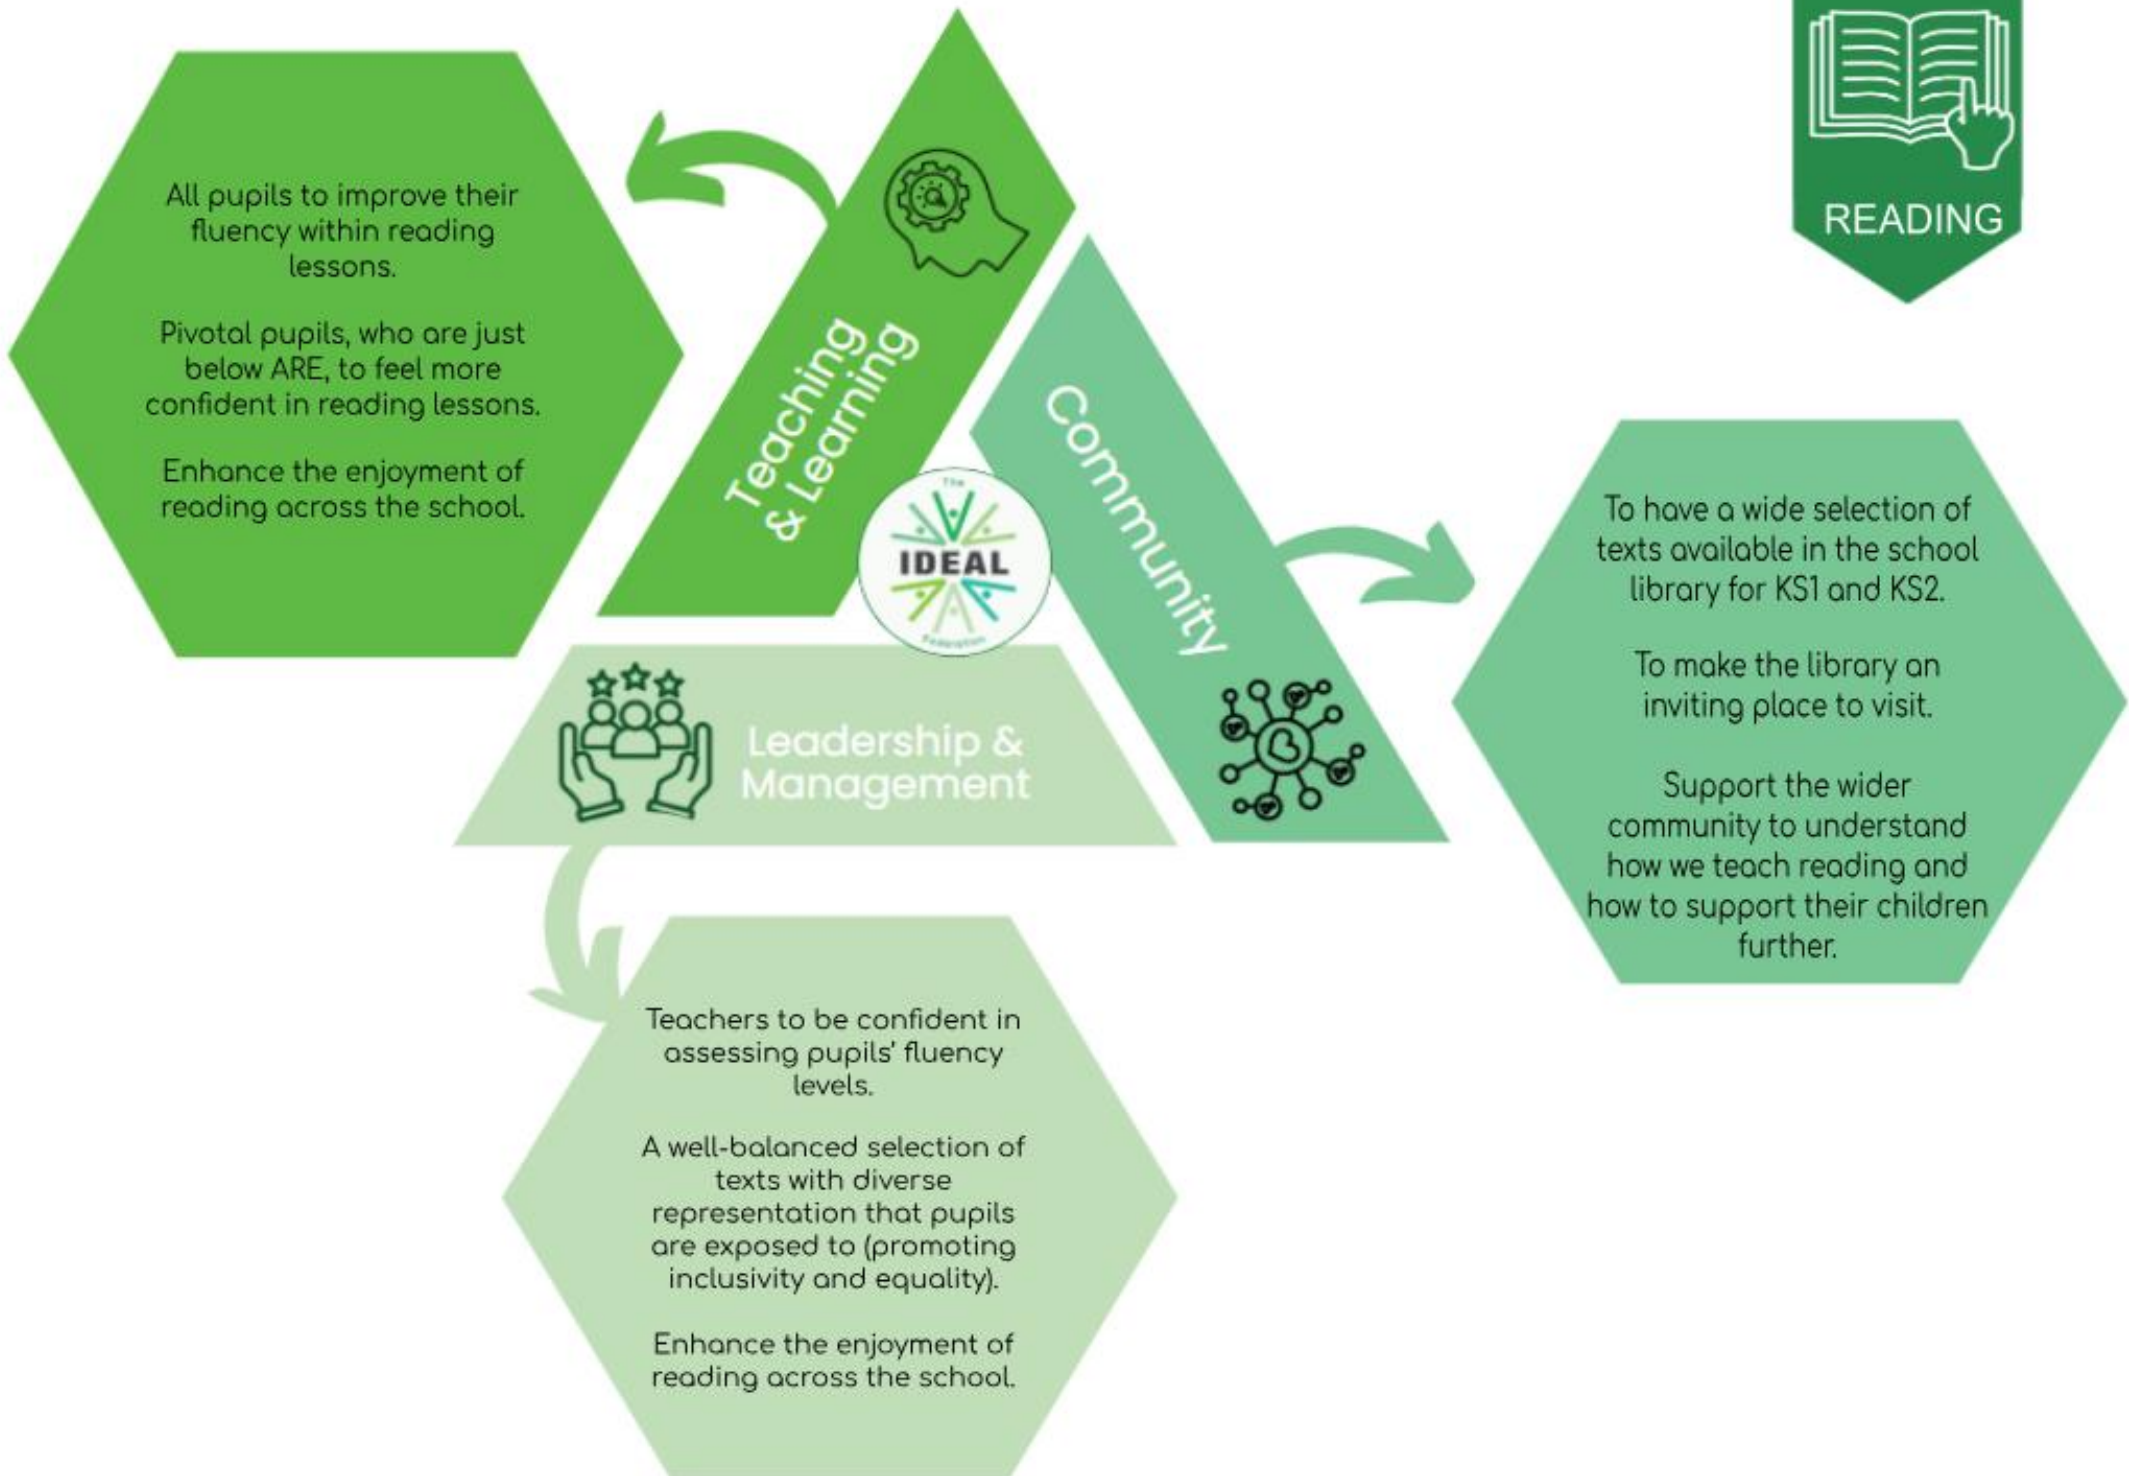 READING
All pupils to improve their
fluency within reading
lessons.
Pivotal pupils, who are just
below ARE, to feel more
confident in reading lessons.
Enhance the enjoyment of
reading across the school.
Teaching
& Learning
Community
The
IDEAL
Federation
Leadership &
Management
To have a wide selection of
texts available in the school
library for KS1 and KS2.
To make the library an
inviting place to visit.
Support the wider
community to understand
how we teach reading and
how to support their children
further.
Teachers to be confident in
assessing pupils' fluency
levels.
A well-balanced selection of
texts with diverse
representation that pupils
are exposed to (promoting
inclusivity and equality).
Enhance the enjoyment of
reading across the school.